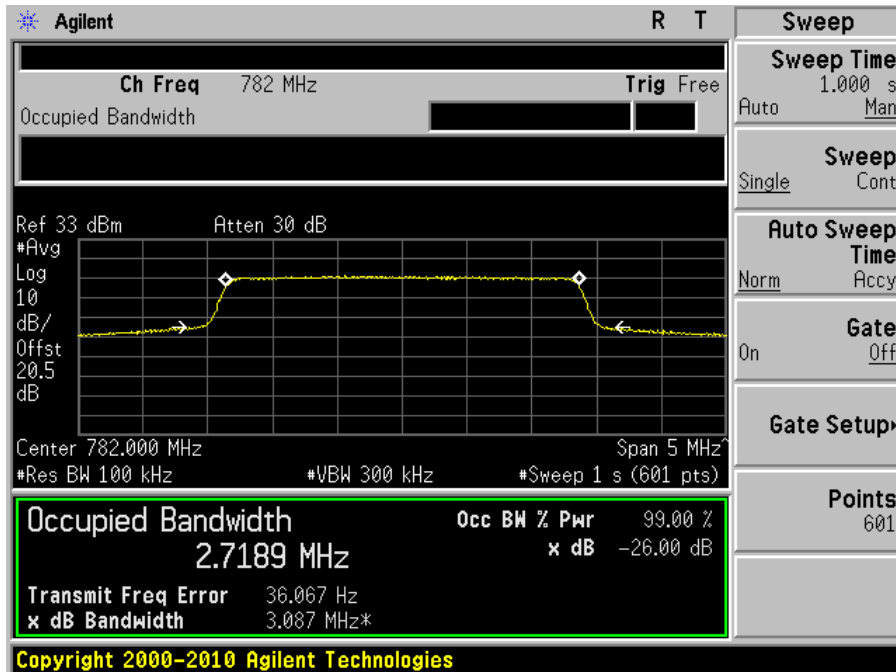 Agilent R T
Ch Freq 782 MHz Trig Free
Occupied Bandwidth
Ref 33 dBm Atten 30 dB
#Avg
Log
10
dB/
Offst
20.5
dB
Center 782.000 MHz Span 5 MHz^
#Res BW 100 kHz #VBW 300 kHz #Sweep 1 s (601 pts)
Occupied Bandwidth
2.7189 MHz
Occ BW % Pwr 99.00 %
x dB -26.00 dB
Transmit Freq Error 36.067 Hz
x dB Bandwidth 3.087 MHz*
Copyright 2000-2010 Agilent Technologies
Sweep
Sweep Time
1.000 s
Auto Man
Sweep
Single Cont
Auto Sweep
Time
Norm Accy
Gate
On Off
Gate Setup
Points
601